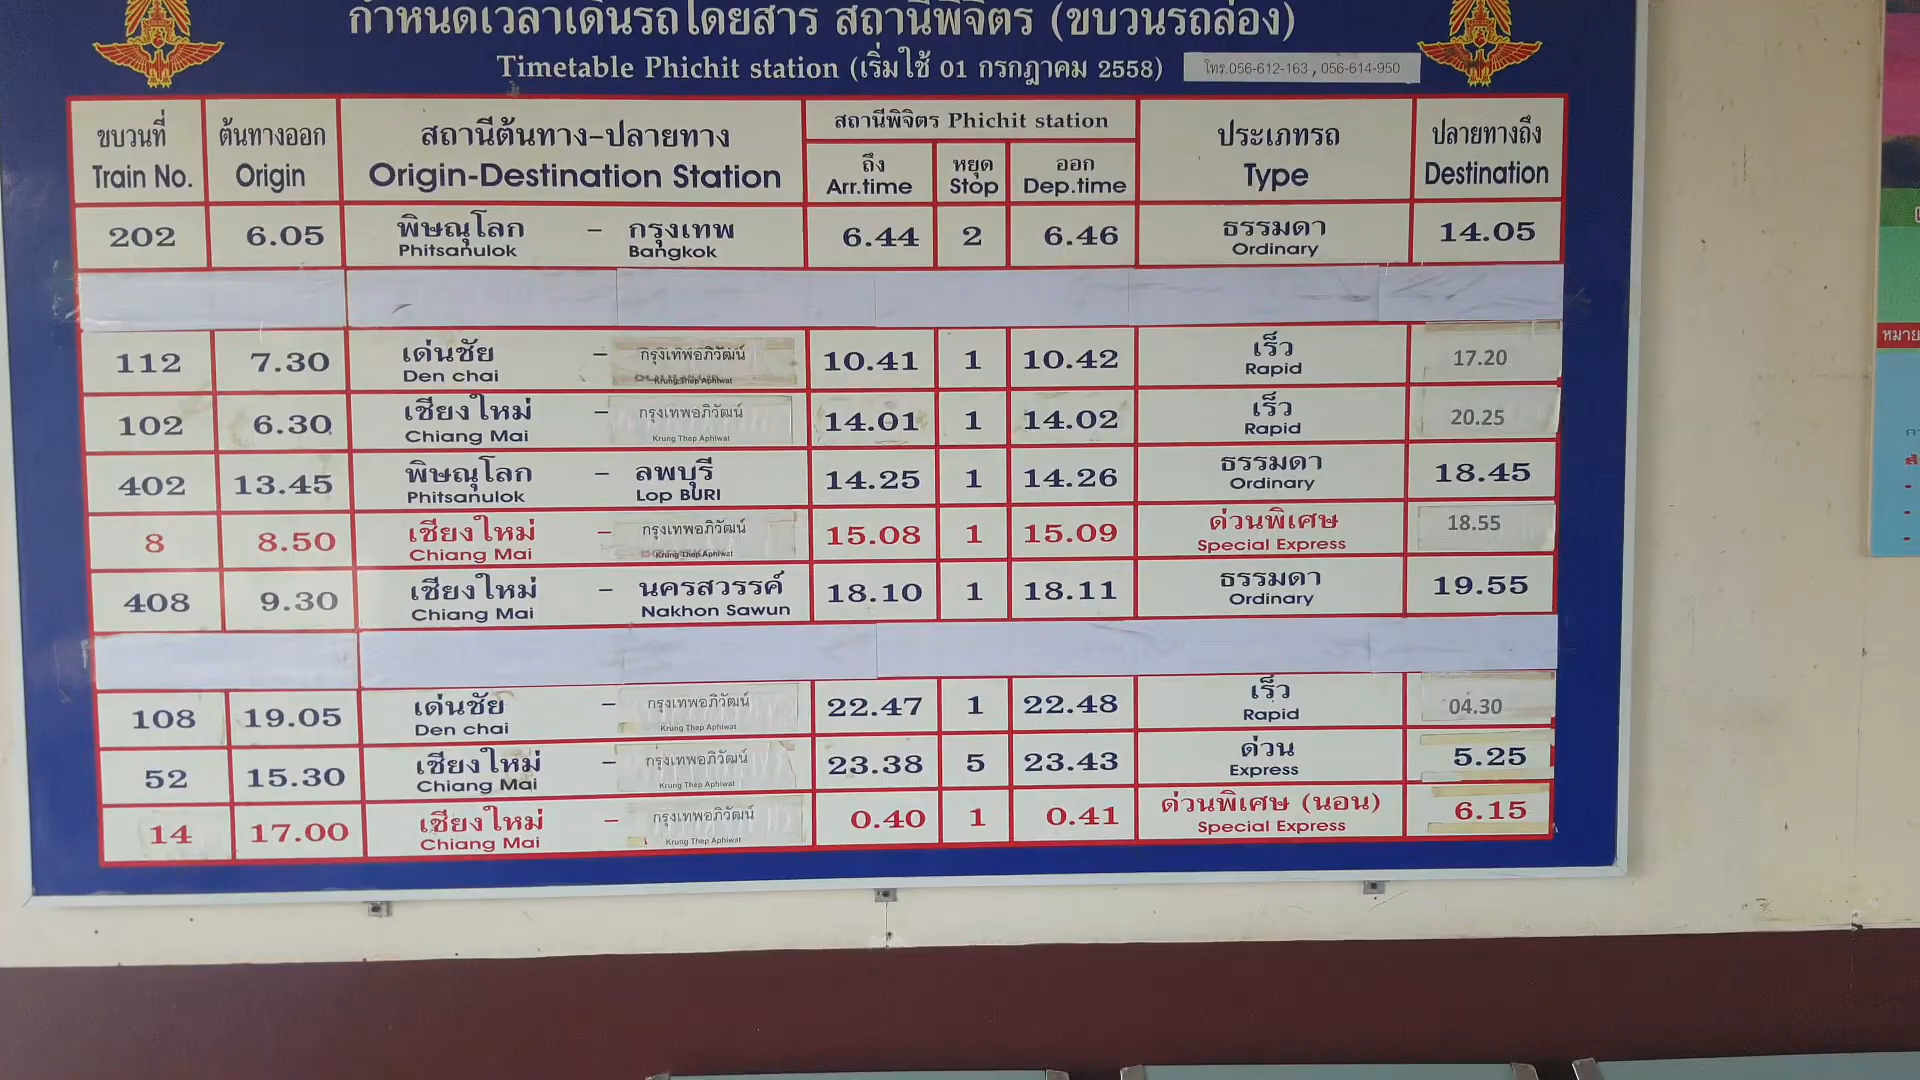 กำหนดเวลาเดินรถโดยสาร สถานีพิจิตร (ขบวนรถล่อง)
Timetable Phichit station (เริ่มใช้ 01 กรกฎาคม 2558) โทร.056-612-163 , 056-614-950
ขบวนที่ ต้นทางออก สถานีต้นทาง-ปลายทาง สถานีพิจิตร Phichit station ประเภทรถ ปลายทางถึง
ถึง หยุด ออก
Train No. Origin Origin-Destination Station Arr.time Stop Dep.time Type Destination
202 6.05 พิษณุโลก - กรุงเทพ 6.44 2 6.46 ธรรมดา 14.05
Phitsanulok Bangkok Ordinary
112 7.30 เด่นชัย - กรุงเทพอภิวัฒน์ 10.41 1 10.42 เร็ว 17.20
Den chai Krung Thep Aphiwat Rapid
102 6.30 เชียงใหม่ - กรุงเทพอภิวัฒน์ 14.01 1 14.02 เร็ว 20.25
Chiang Mai Krung Thep Aphiwat Rapid
402 13.45 พิษณุโลก - ลพบุรี 14.25 1 14.26 ธรรมดา 18.45
Phitsanulok Lop BURI Ordinary
8 8.50 เชียงใหม่ - กรุงเทพอภิวัฒน์ 15.08 1 15.09 ด่วนพิเศษ 18.55
Chiang Mai Krung Thep Aphiwat Special Express
408 9.30 เชียงใหม่ - นครสวรรค์ 18.10 1 18.11 ธรรมดา 19.55
Chiang Mai Nakhon Sawun Ordinary
108 19.05 เด่นชัย - กรุงเทพอภิวัฒน์ 22.47 1 22.48 เร็ว 04.30
Den chai Krung Thep Aphiwat Rapid
52 15.30 เชียงใหม่ - กรุงเทพอภิวัฒน์ 23.38 5 23.43 ด่วน 5.25
Chiang Mai Krung Thep Aphiwat Express
14 17.00 เชียงใหม่ - กรุงเทพอภิวัฒน์ 0.40 1 0.41 ด่วนพิเศษ (นอน) 6.15
Chiang Mai Krung Thep Aphiwat Special Express
หมาย